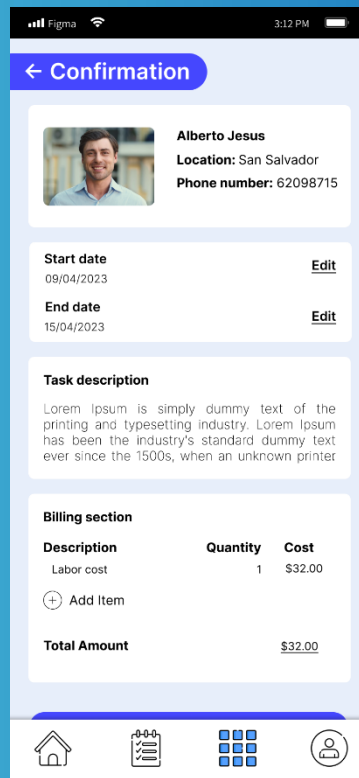 Figma 3:12 PM
← Confirmation
Alberto Jesus
Location: San Salvador
Phone number: 62098715
Start date
Edit
09/04/2023
End date
Edit
15/04/2023
Task description
Lorem Ipsum is simply dummy text of the
printing and typesetting industry. Lorem Ipsum
has been the industry's standard dummy text
ever since the 1500s, when an unknown printer
Billing section
Description Quantity Cost
Labor cost 1 $32.00
Add Item
Total Amount $32.00